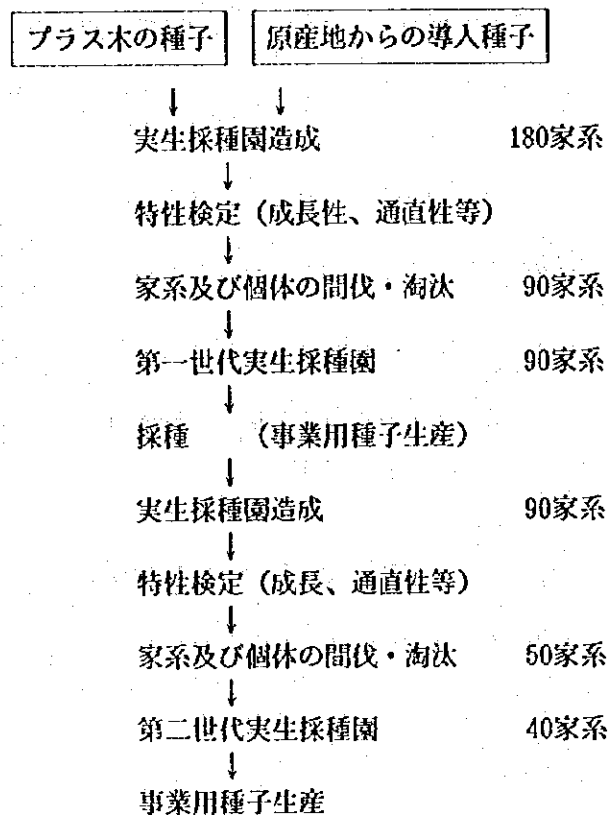 プラス木の種子 原産地からの導入種子
↓ ↓
実生採種園造成 180家系
↓
特性検定（成長性、通直性等）
↓
家系及び個体の間伐・淘汰 90家系
↓
第一世代実生採種園 90家系
↓
採種 （事業用種子生産）
↓
実生採種園造成 90家系
↓
特性検定（成長、通直性等）
↓
家系及び個体の間伐・淘汰 50家系
↓
第二世代実生採種園 40家系
↓
事業用種子生産